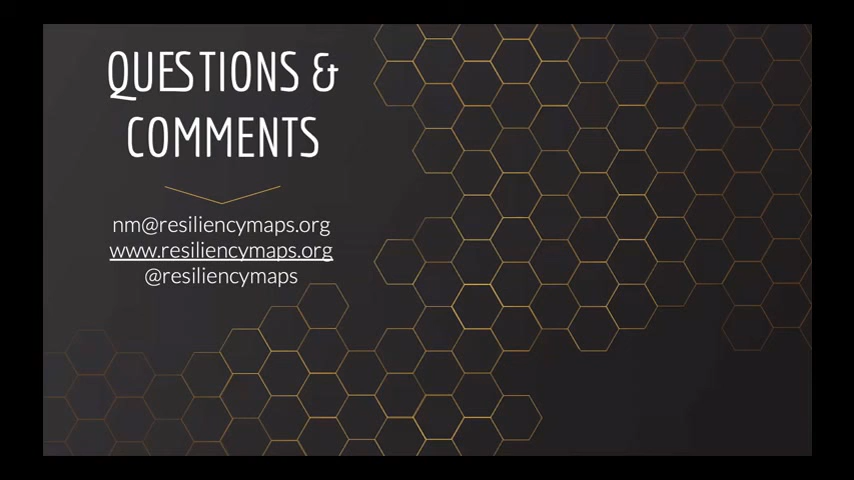 QUESTIONS &
COMMENTS
nm@resiliencymaps.org
www.resiliencymaps.org
@resiliencymaps